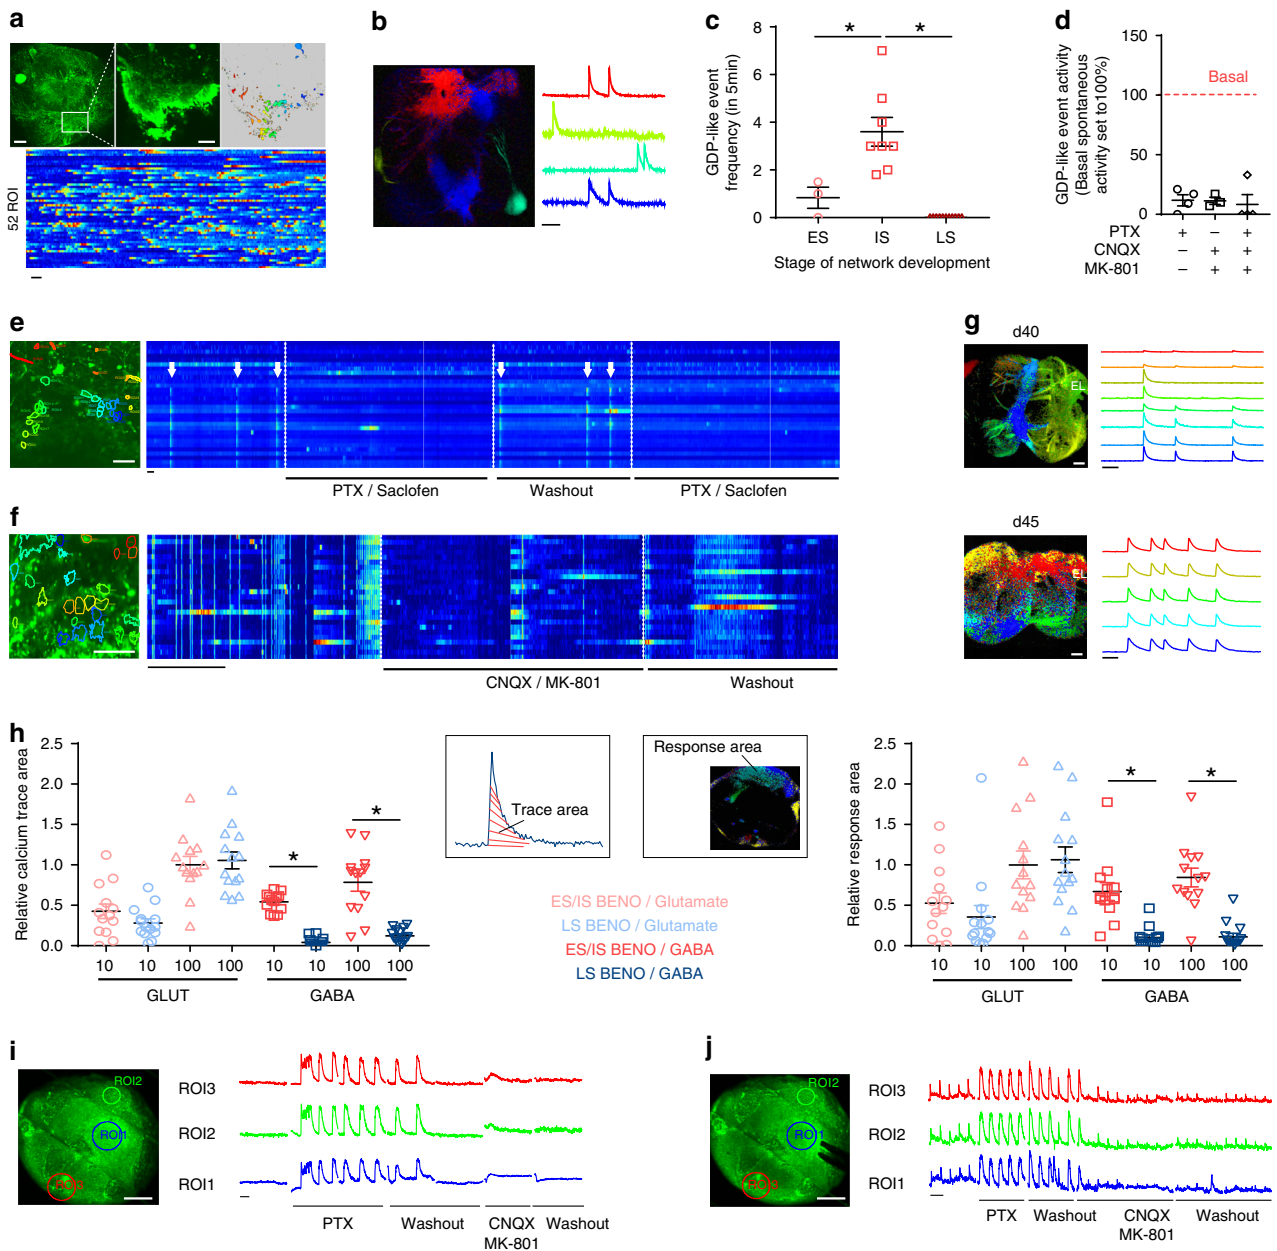 a
52 ROI
b
c
GDP-like event
frequency (in 5min)
8
6
4
2
0
*
*
ES
IS
LS
Stage of network development
d
GDP-like event activity
(Basal spontaneous
activity set to100%)
150
100
50
0
Basal
PTX + − +
CNQX − + +
MK-801 − + +
e
PTX / Saclofen
Washout
PTX / Saclofen
f
CNQX / MK-801
Washout
g
d40
EL
d45
EL
h
Relative calcium trace area
2.5
2.0
1.5
1.0
0.5
0.0
*
*
10 10 100 100 10 10 100 100
GLUT
GABA
Trace area
Response area
ES/IS BENO / Glutamate
LS BENO / Glutamate
ES/IS BENO / GABA
LS BENO / GABA
Relative response area
2.5
2.0
1.5
1.0
0.5
0.0
*
*
10 10 100 100 10 10 100 100
GLUT
GABA
i
ROI2
ROI1
ROI3
ROI3
ROI2
ROI1
PTX
Washout
CNQX
MK-801
Washout
j
ROI2
ROI1
ROI3
ROI3
ROI2
ROI1
PTX
Washout
CNQX
MK-801
Washout